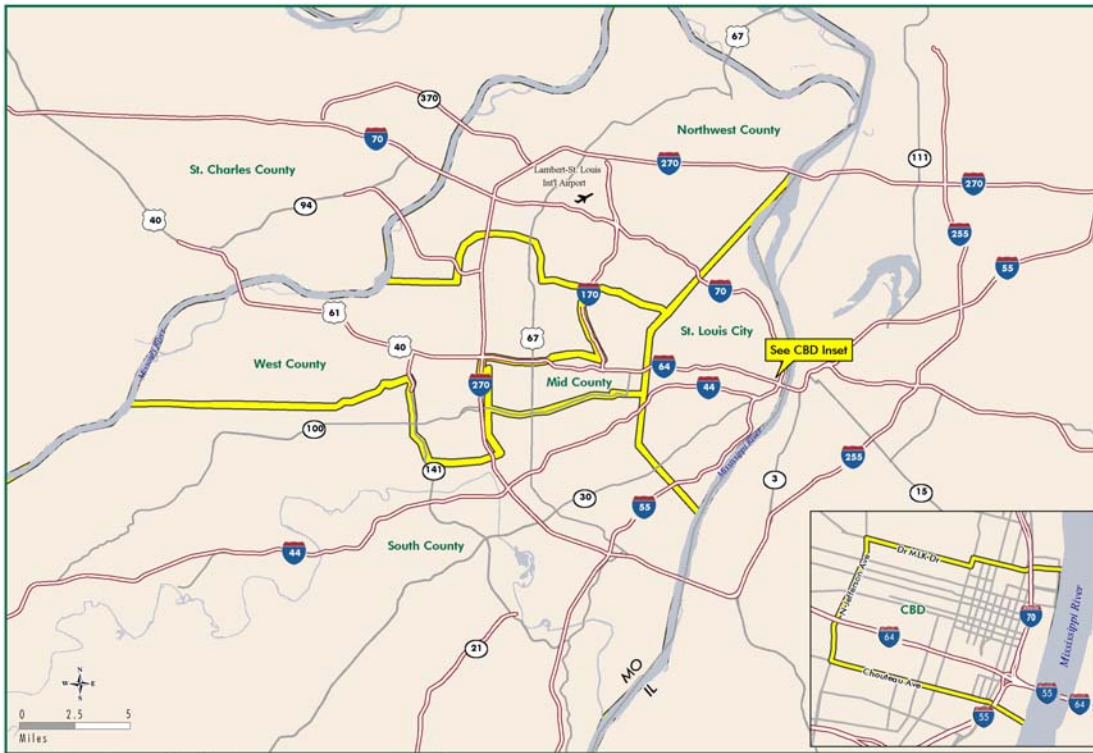 67
370
Northwest County
70
111
270
Lambert-St. Louis
Int'l Airport
St. Charles County
270
94
40
255
55
170
70
61
67
St. Louis City
40
See CBD Inset
West County
64
270
Mid County
44
Missouri River
100
141
Mississippi River
255
3
30
15
55
South County
44
Dr MLK-Dr
N Jefferson Ave
CBD
70
64
Mississippi River
21
Chouteau Ave
MO
IL
55
64
55
N
W E
S
0 2.5 5
Miles